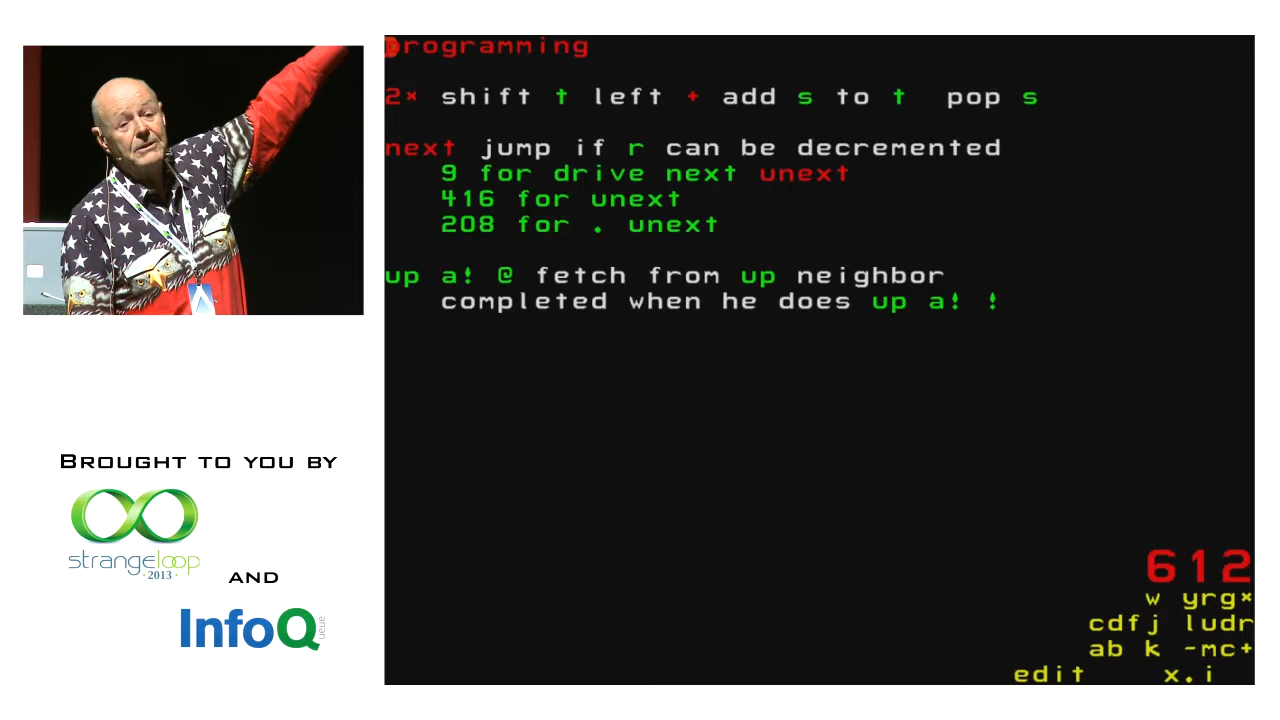 programming
2* shift t left + add s to t pop s
next jump if r can be decremented
9 for drive next unext
416 for unext
208 for . unext
up a! @ fetch from up neighbor
completed when he does up a! !
612
w yrg*
cdfj ludr
ab k -mc+
edit x.i
BROUGHT TO YOU BY
strangeloop
·2013·
AND
InfoQ
ueue